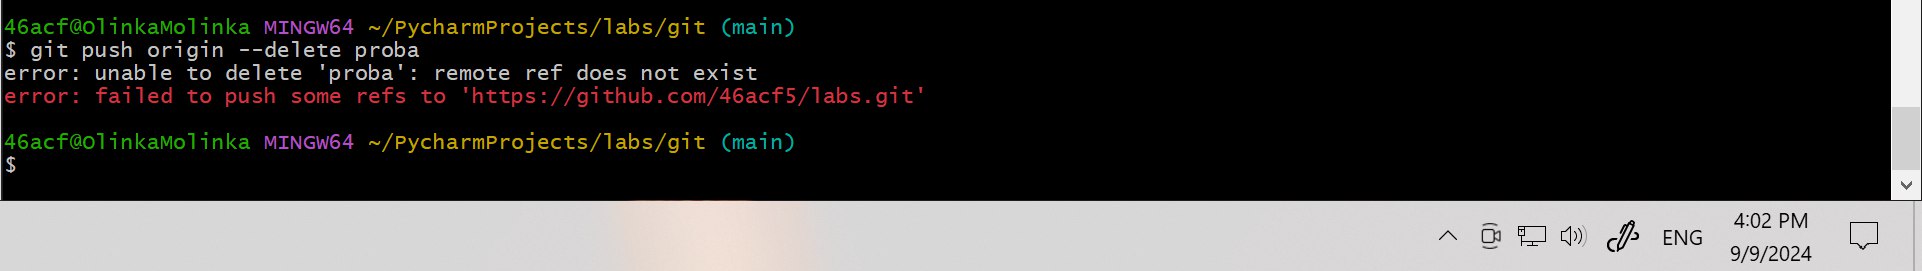 46acf@OlinkaMolinka MINGW64 ~/PycharmProjects/labs/git (main)
$ git push origin --delete proba
error: unable to delete 'proba': remote ref does not exist
error: failed to push some refs to 'https://github.com/46acf5/labs.git'
46acf@OlinkaMolinka MINGW64 ~/PycharmProjects/labs/git (main)
$
ENG
4:02 PM
9/9/2024